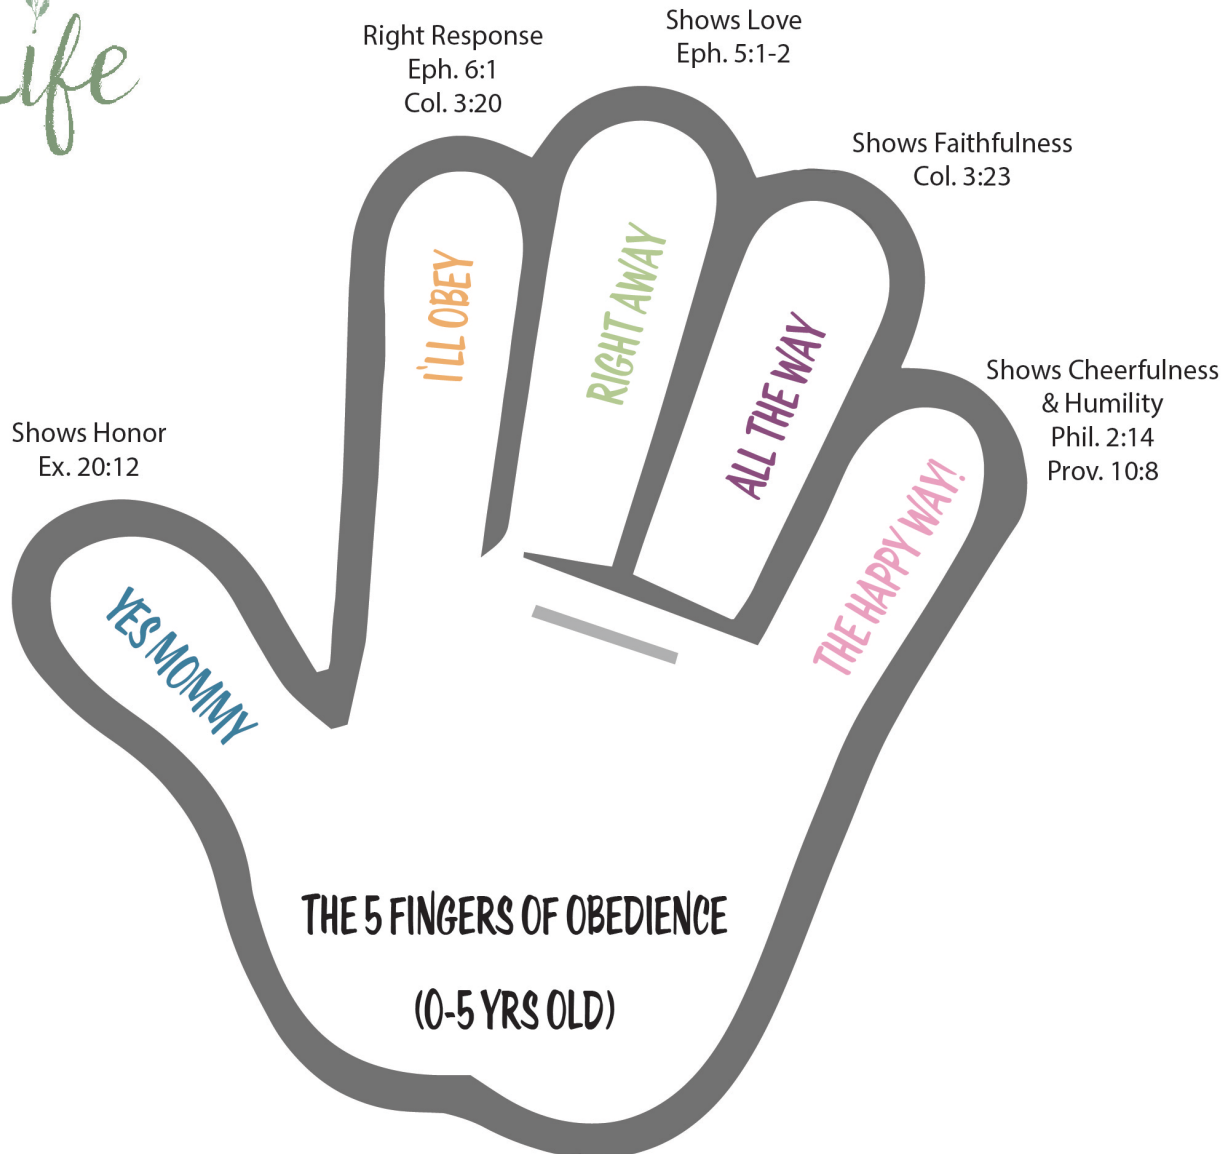 Life
Right Response
Eph. 6:1
Col. 3:20
Shows Love
Eph. 5:1-2
Shows Faithfulness
Col. 3:23
Shows Cheerfulness
& Humility
Phil. 2:14
Prov. 10:8
Shows Honor
Ex. 20:12
YES MOMMY
I'LL OBEY
RIGHT AWAY
ALL THE WAY
THE HAPPY WAY!
THE 5 FINGERS OF OBEDIENCE
(0-5 YRS OLD)